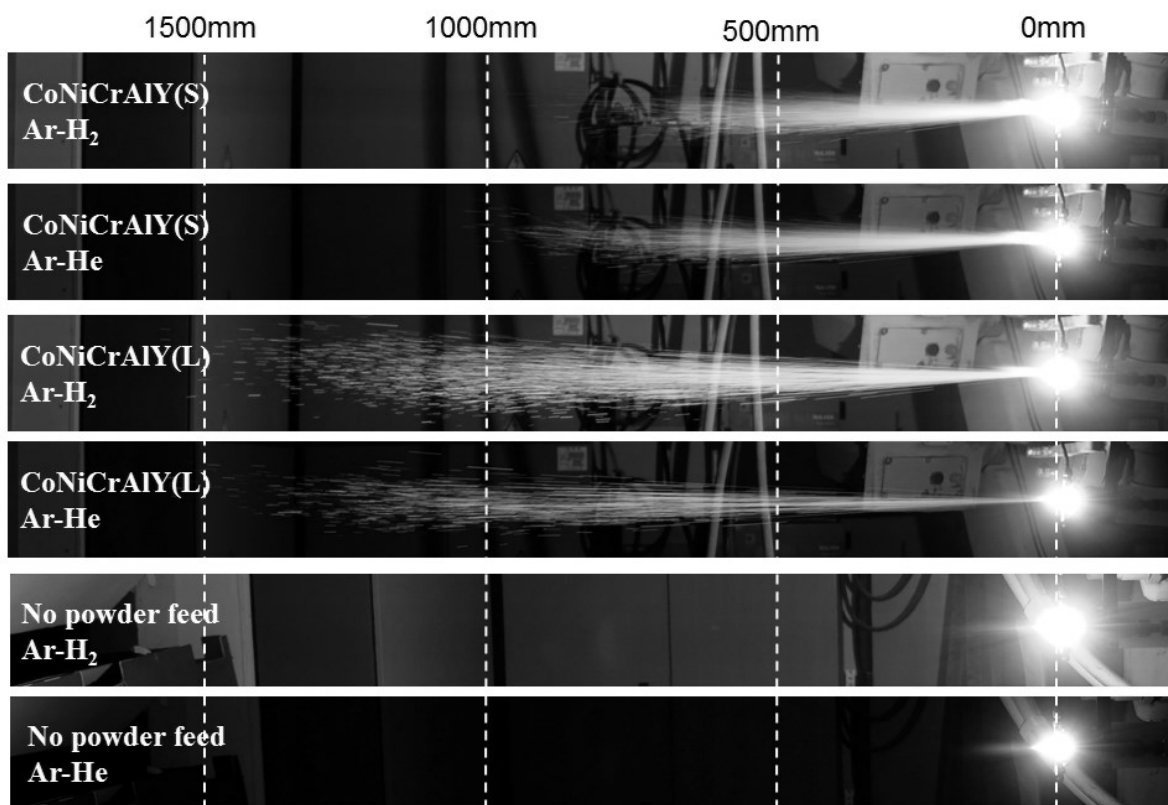 1500mm 1000mm 500mm 0mm
CoNiCrAlY(S)
Ar-H₂
CoNiCrAlY(S)
Ar-He
CoNiCrAlY(L)
Ar-H₂
CoNiCrAlY(L)
Ar-He
No powder feed
Ar-H₂
No powder feed
Ar-He